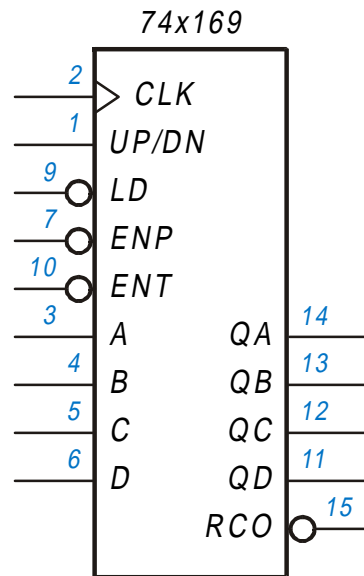 74x169
2 CLK
1 UP/DN
9 LD
7 ENP
10 ENT
3 A QA 14
4 B QB 13
5 C QC 12
6 D QD 11
RCO 15